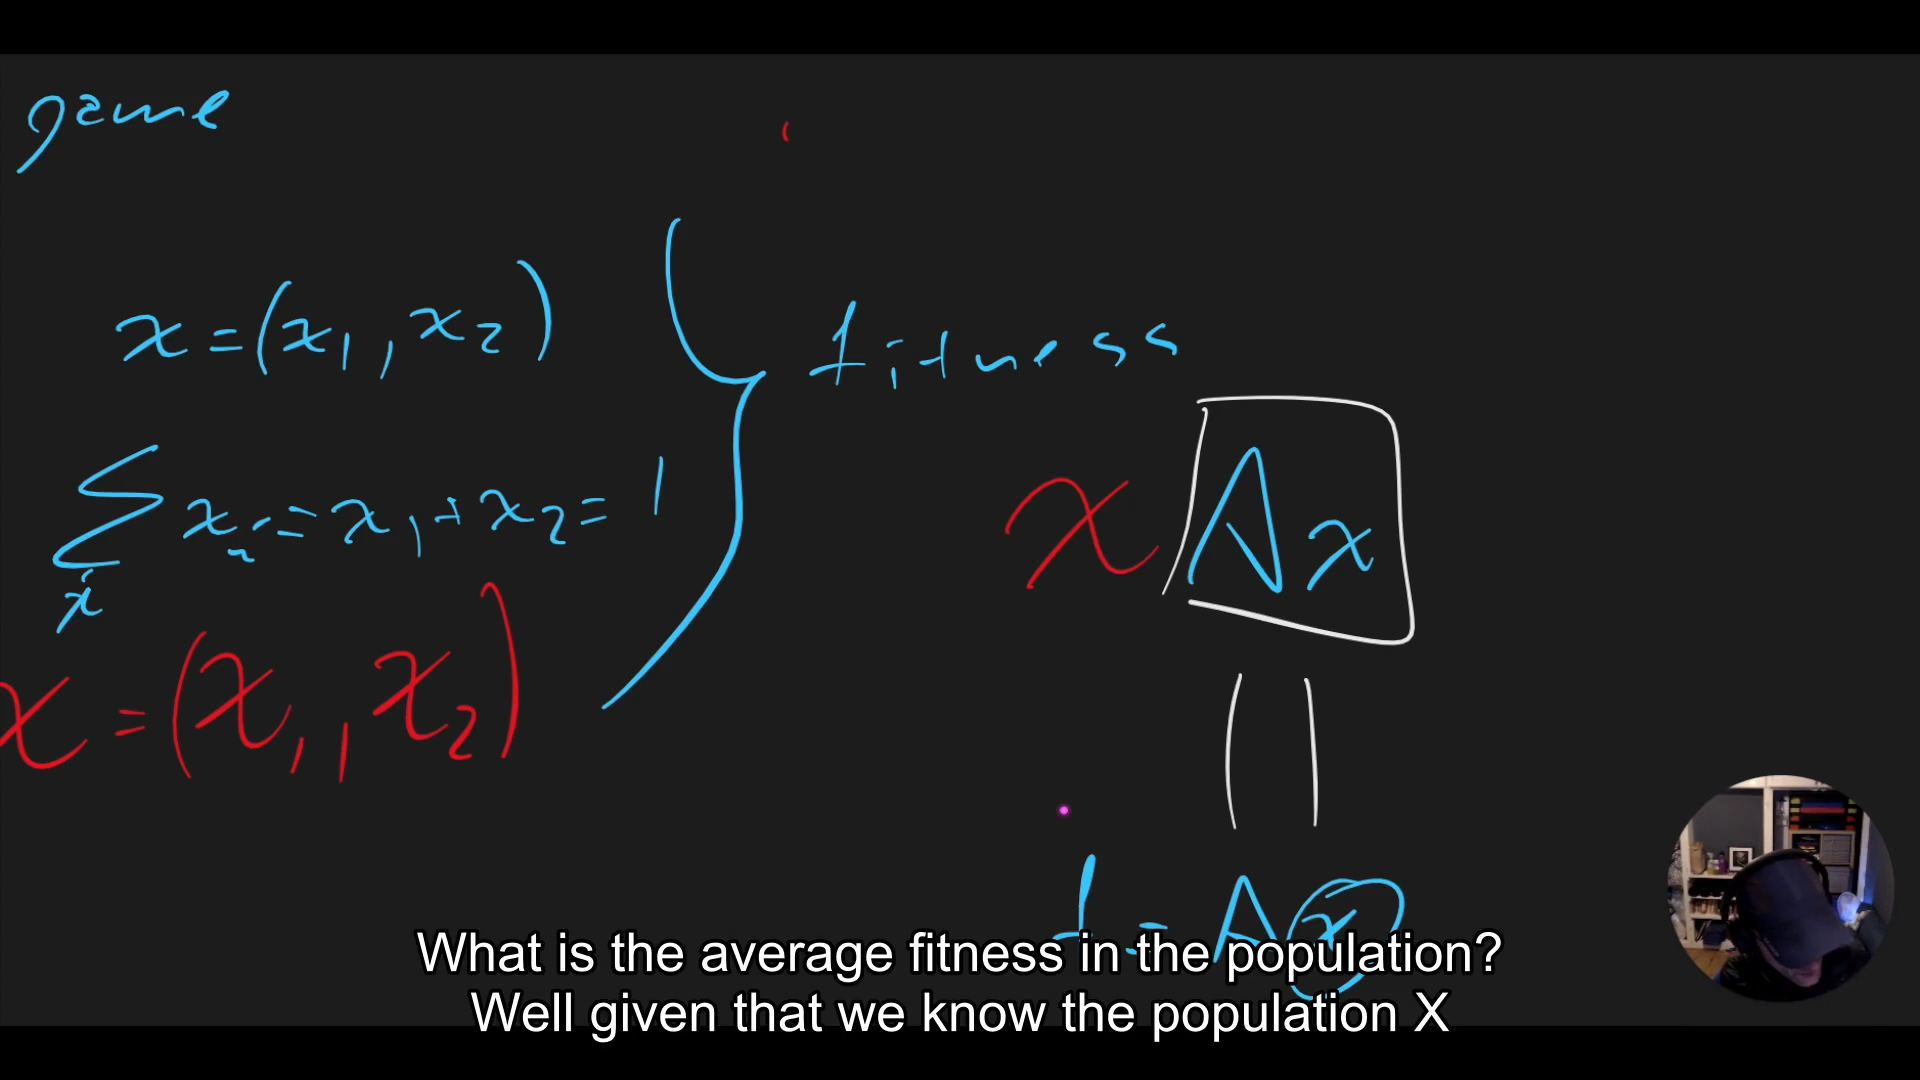 game
x = (x1, x2)
fitness
∑ xi = x1 + x2 = 1
i
x Ax
x = (x1, x2)
f = Ax
What is the average fitness in the population?
Well given that we know the population X